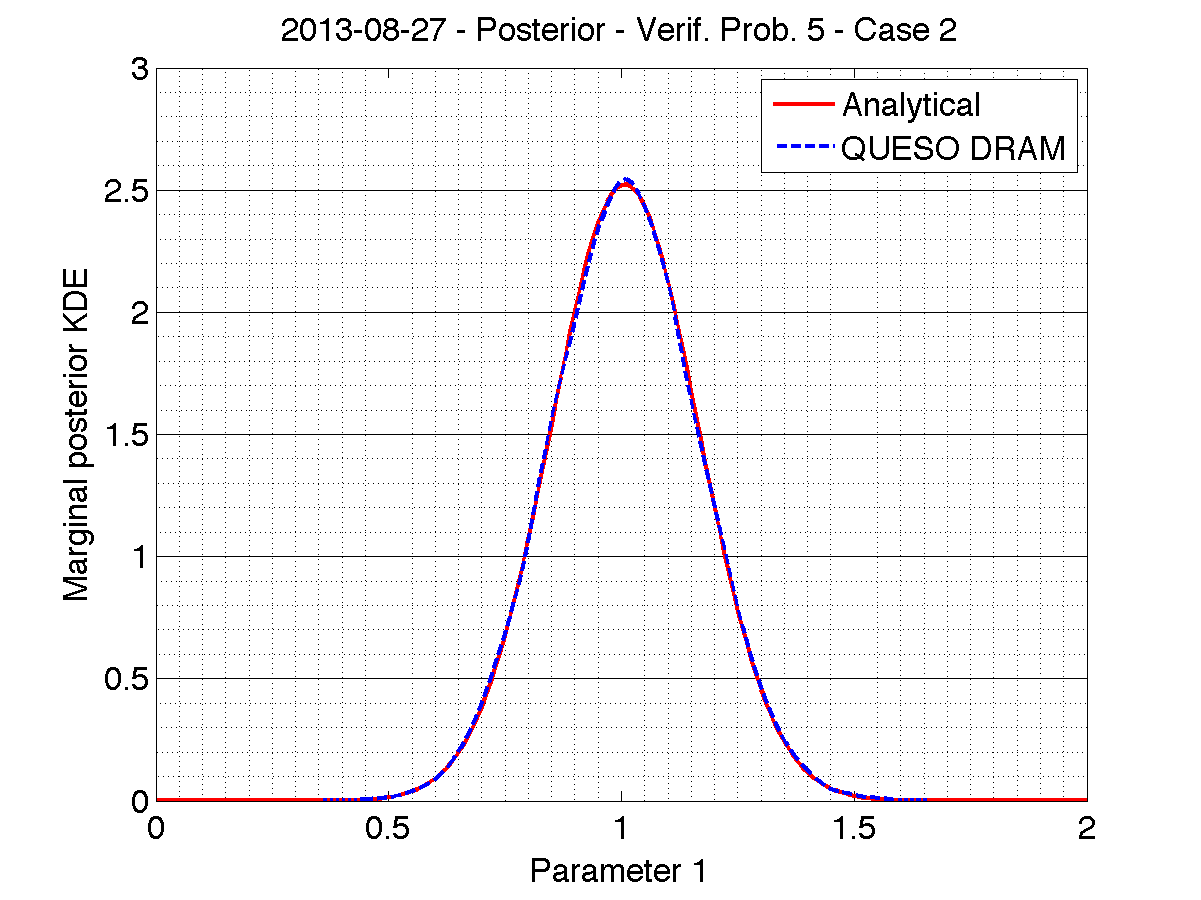 2013-08-27 - Posterior - Verif. Prob. 5 - Case 2
3
Analytical
QUESO DRAM
2.5
2
1.5
1
0.5
0
Marginal posterior KDE
0 0.5 1 1.5 2
Parameter 1